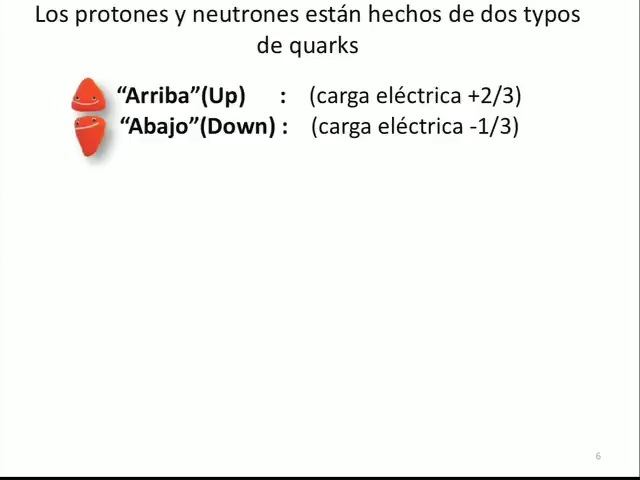 Los protones y neutrones están hechos de dos typos
de quarks
“Arriba”(Up) : (carga eléctrica +2/3)
“Abajo”(Down) : (carga eléctrica -1/3)
6